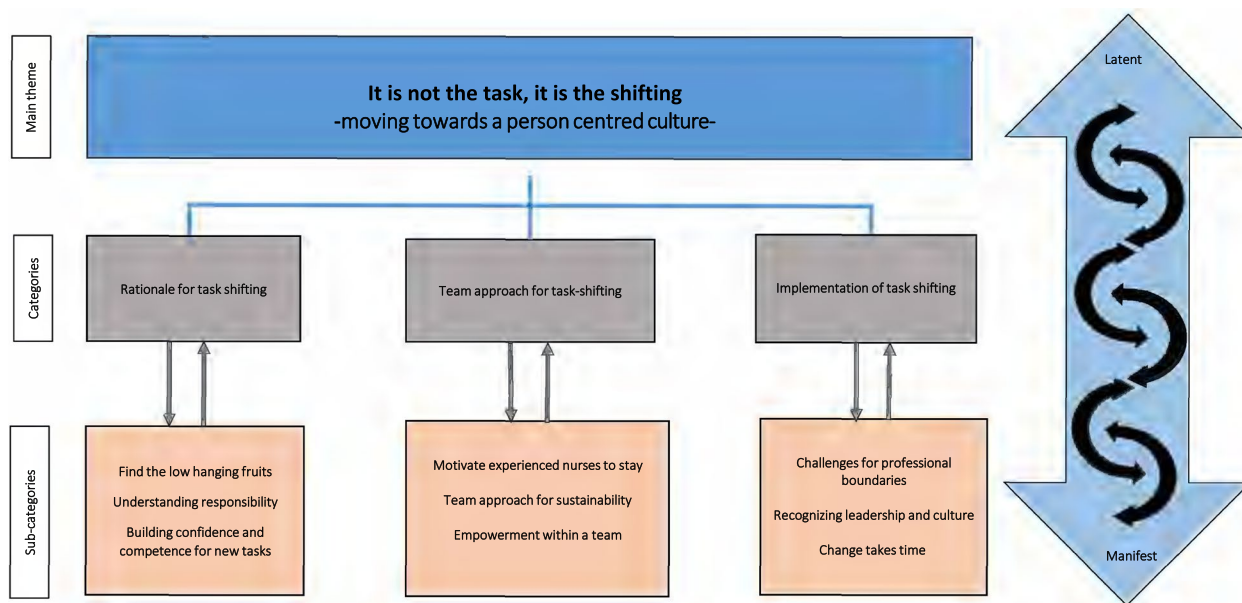 Main theme
It is not the task, it is the shifting
-moving towards a person centred culture-
Latent
Categories
Rationale for task shifting
Team approach for task-shifting
Implementation of task shifting
Sub-categories
Find the low hanging fruits
Understanding responsibility
Building confidence and
competence for new tasks
Motivate experienced nurses to stay
Team approach for sustainability
Empowerment within a team
Challenges for professional
boundaries
Recognizing leadership and culture
Change takes time
Manifest